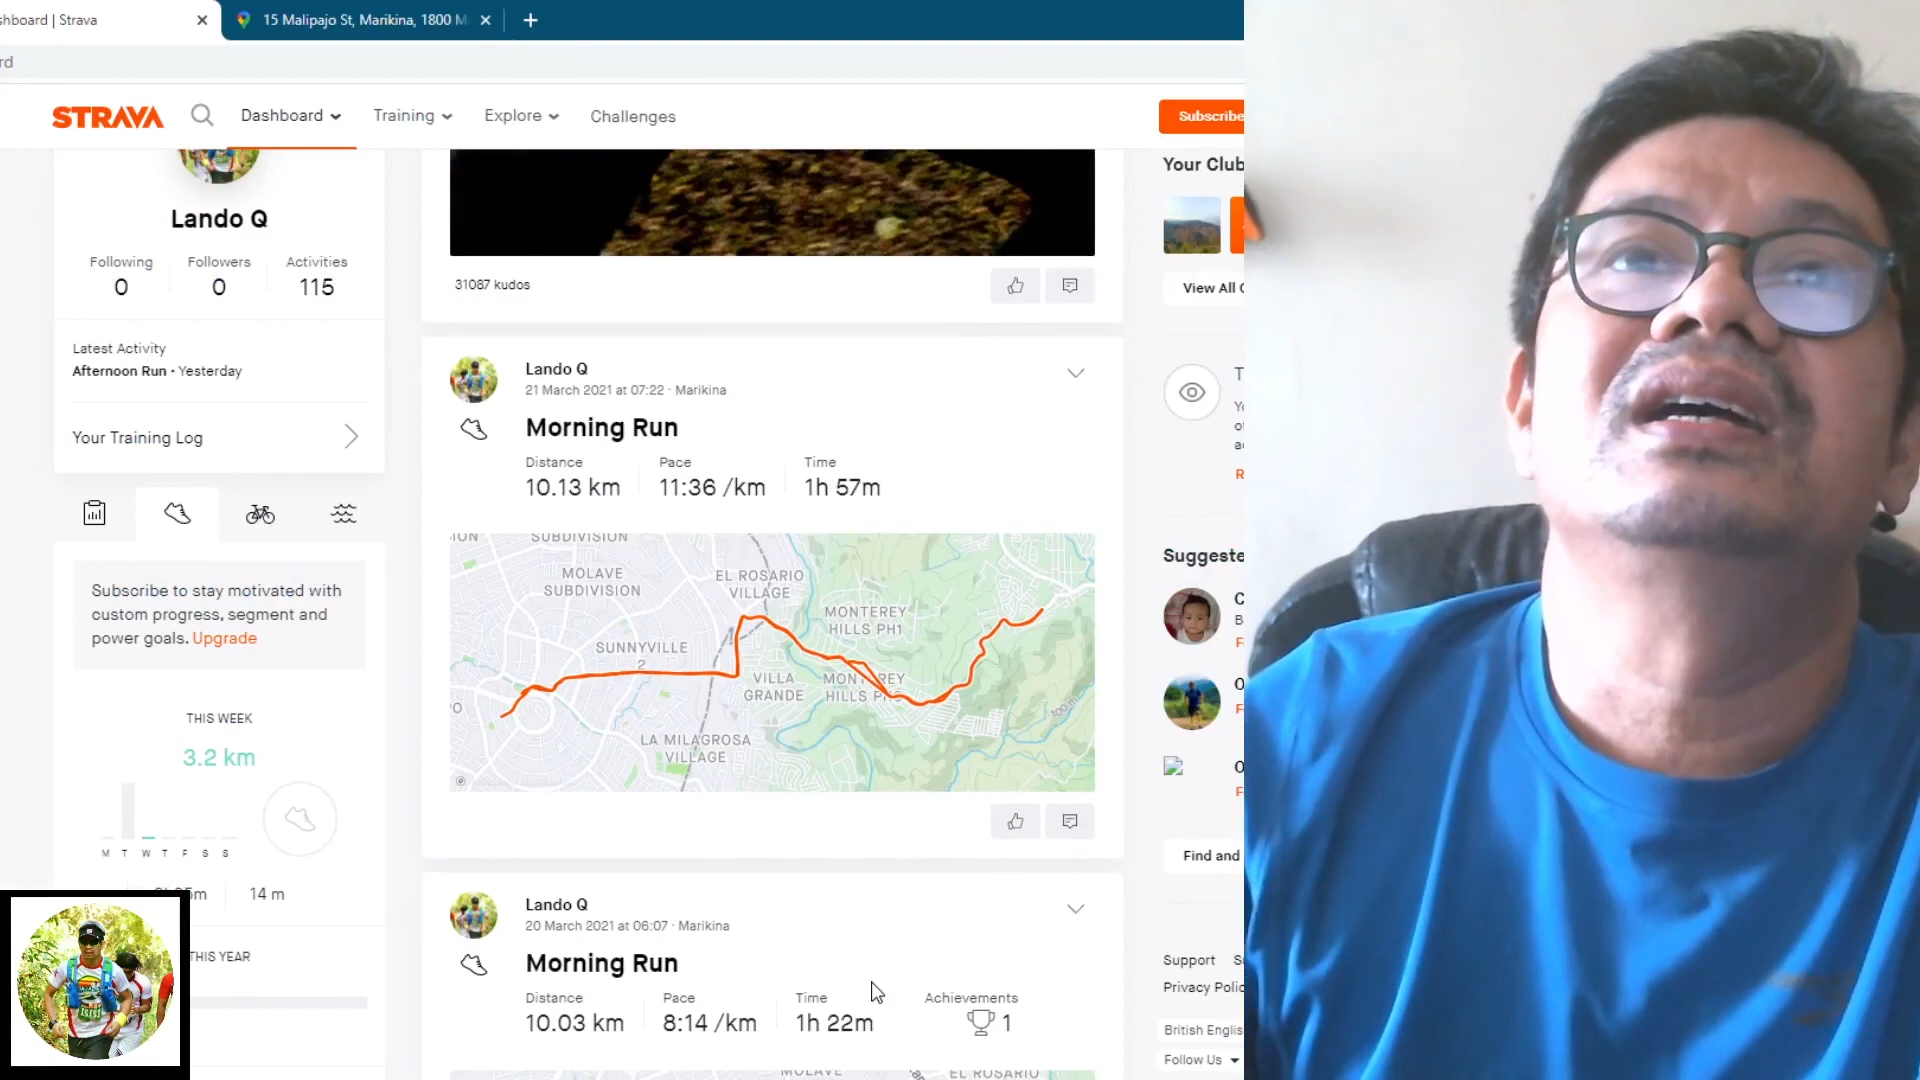 shboard | Strava
15 Malipajo St, Marikina, 1800 M
rd
STRAVA
Dashboard
Training
Explore
Challenges
Subscribe
Lando Q
Following
Followers
Activities
0
0
115
Latest Activity
Afternoon Run • Yesterday
Your Training Log
Subscribe to stay motivated with
custom progress, segment and
power goals. Upgrade
THIS WEEK
3.2 km
M T W T F S S
14 m
THIS YEAR
31087 kudos
Lando Q
21 March 2021 at 07:22 · Marikina
Morning Run
Distance
Pace
Time
10.13 km
11:36 /km
1h 57m
SUBDIVISION
MOLAVE
SUBDIVISION
EL ROSARIO
VILLAGE
MONTEREY
HILLS PH1
SUNNYVILLE
2
VILLA
GRANDE
LA MILAGROSA
VILLAGE
100 m
Lando Q
20 March 2021 at 06:07 · Marikina
Morning Run
Distance
Pace
Time
Achievements
10.03 km
8:14 /km
1h 22m
1
MOLAVE
EL ROSARIO
Your Club
View All
Suggeste
Find and
Support
Privacy Polic
British Englis
Follow Us